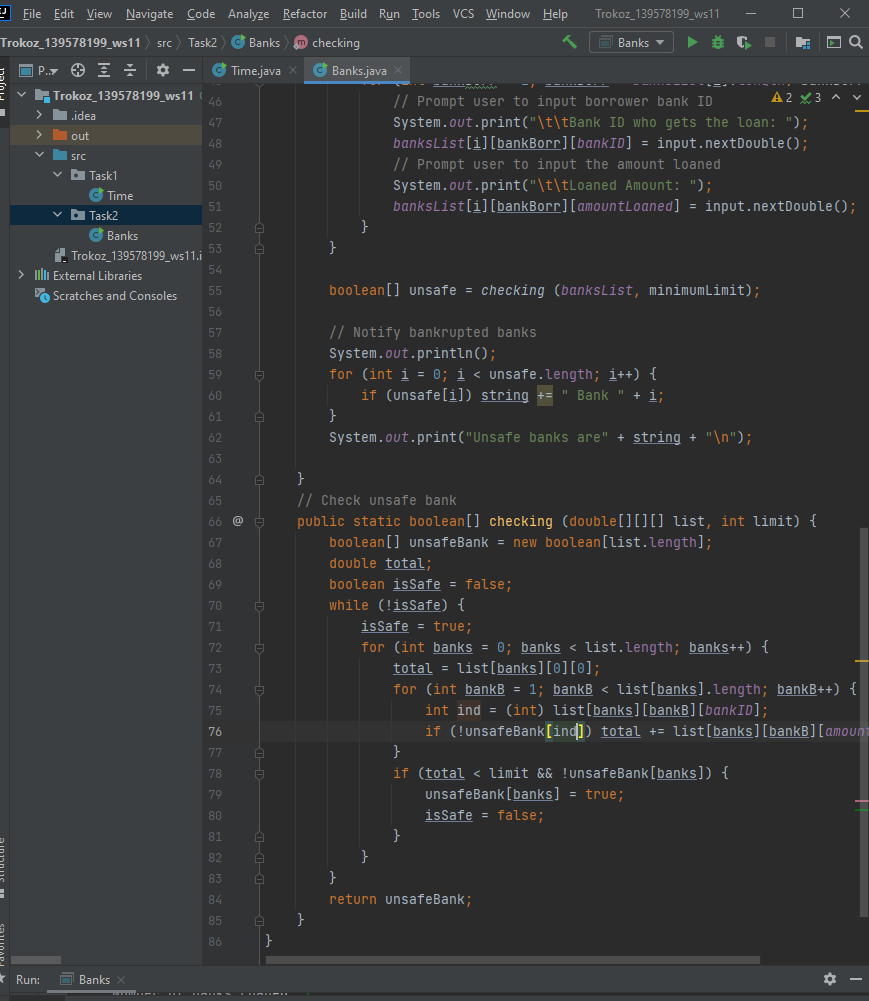 File Edit View Navigate Code Analyze Refactor Build Run Tools VCS Window Help Trokoz_139578199_ws11
Trokoz_139578199_ws11 src Task2 Banks checking Banks
P... Time.java Banks.java
Project
Trokoz_139578199_ws11
.idea
out
src
Task1
Time
Task2
Banks
Trokoz_139578199_ws11.i
External Libraries
Scratches and Consoles
2 3
46 // Prompt user to input borrower bank ID
47 System.out.print("\t\tBank ID who gets the loan: ");
48 banksList[i][bankBorr][bankID] = input.nextDouble();
49 // Prompt user to input the amount loaned
50 System.out.print("\t\tLoaned Amount: ");
51 banksList[i][bankBorr][amountLoaned] = input.nextDouble();
52 }
53 }
54
55 boolean[] unsafe = checking (banksList, minimumLimit);
56
57 // Notify bankrupted banks
58 System.out.println();
59 for (int i = 0; i < unsafe.length; i++) {
60 if (unsafe[i]) string += " Bank " + i;
61 }
62 System.out.print("Unsafe banks are" + string + "\n");
63
64 }
65 // Check unsafe bank
66 @ public static boolean[] checking (double[][][] list, int limit) {
67 boolean[] unsafeBank = new boolean[list.length];
68 double total;
69 boolean isSafe = false;
70 while (!isSafe) {
71 isSafe = true;
72 for (int banks = 0; banks < list.length; banks++) {
73 total = list[banks][0][0];
74 for (int bankB = 1; bankB < list[banks].length; bankB++) {
75 int ind = (int) list[banks][bankB][bankID];
76 if (!unsafeBank[ind]) total += list[banks][bankB][amount
77 }
78 if (total < limit && !unsafeBank[banks]) {
79 unsafeBank[banks] = true;
80 isSafe = false;
81 }
82 }
83 }
84 return unsafeBank;
85 }
86 }
Structure
Favorites
Run: Banks